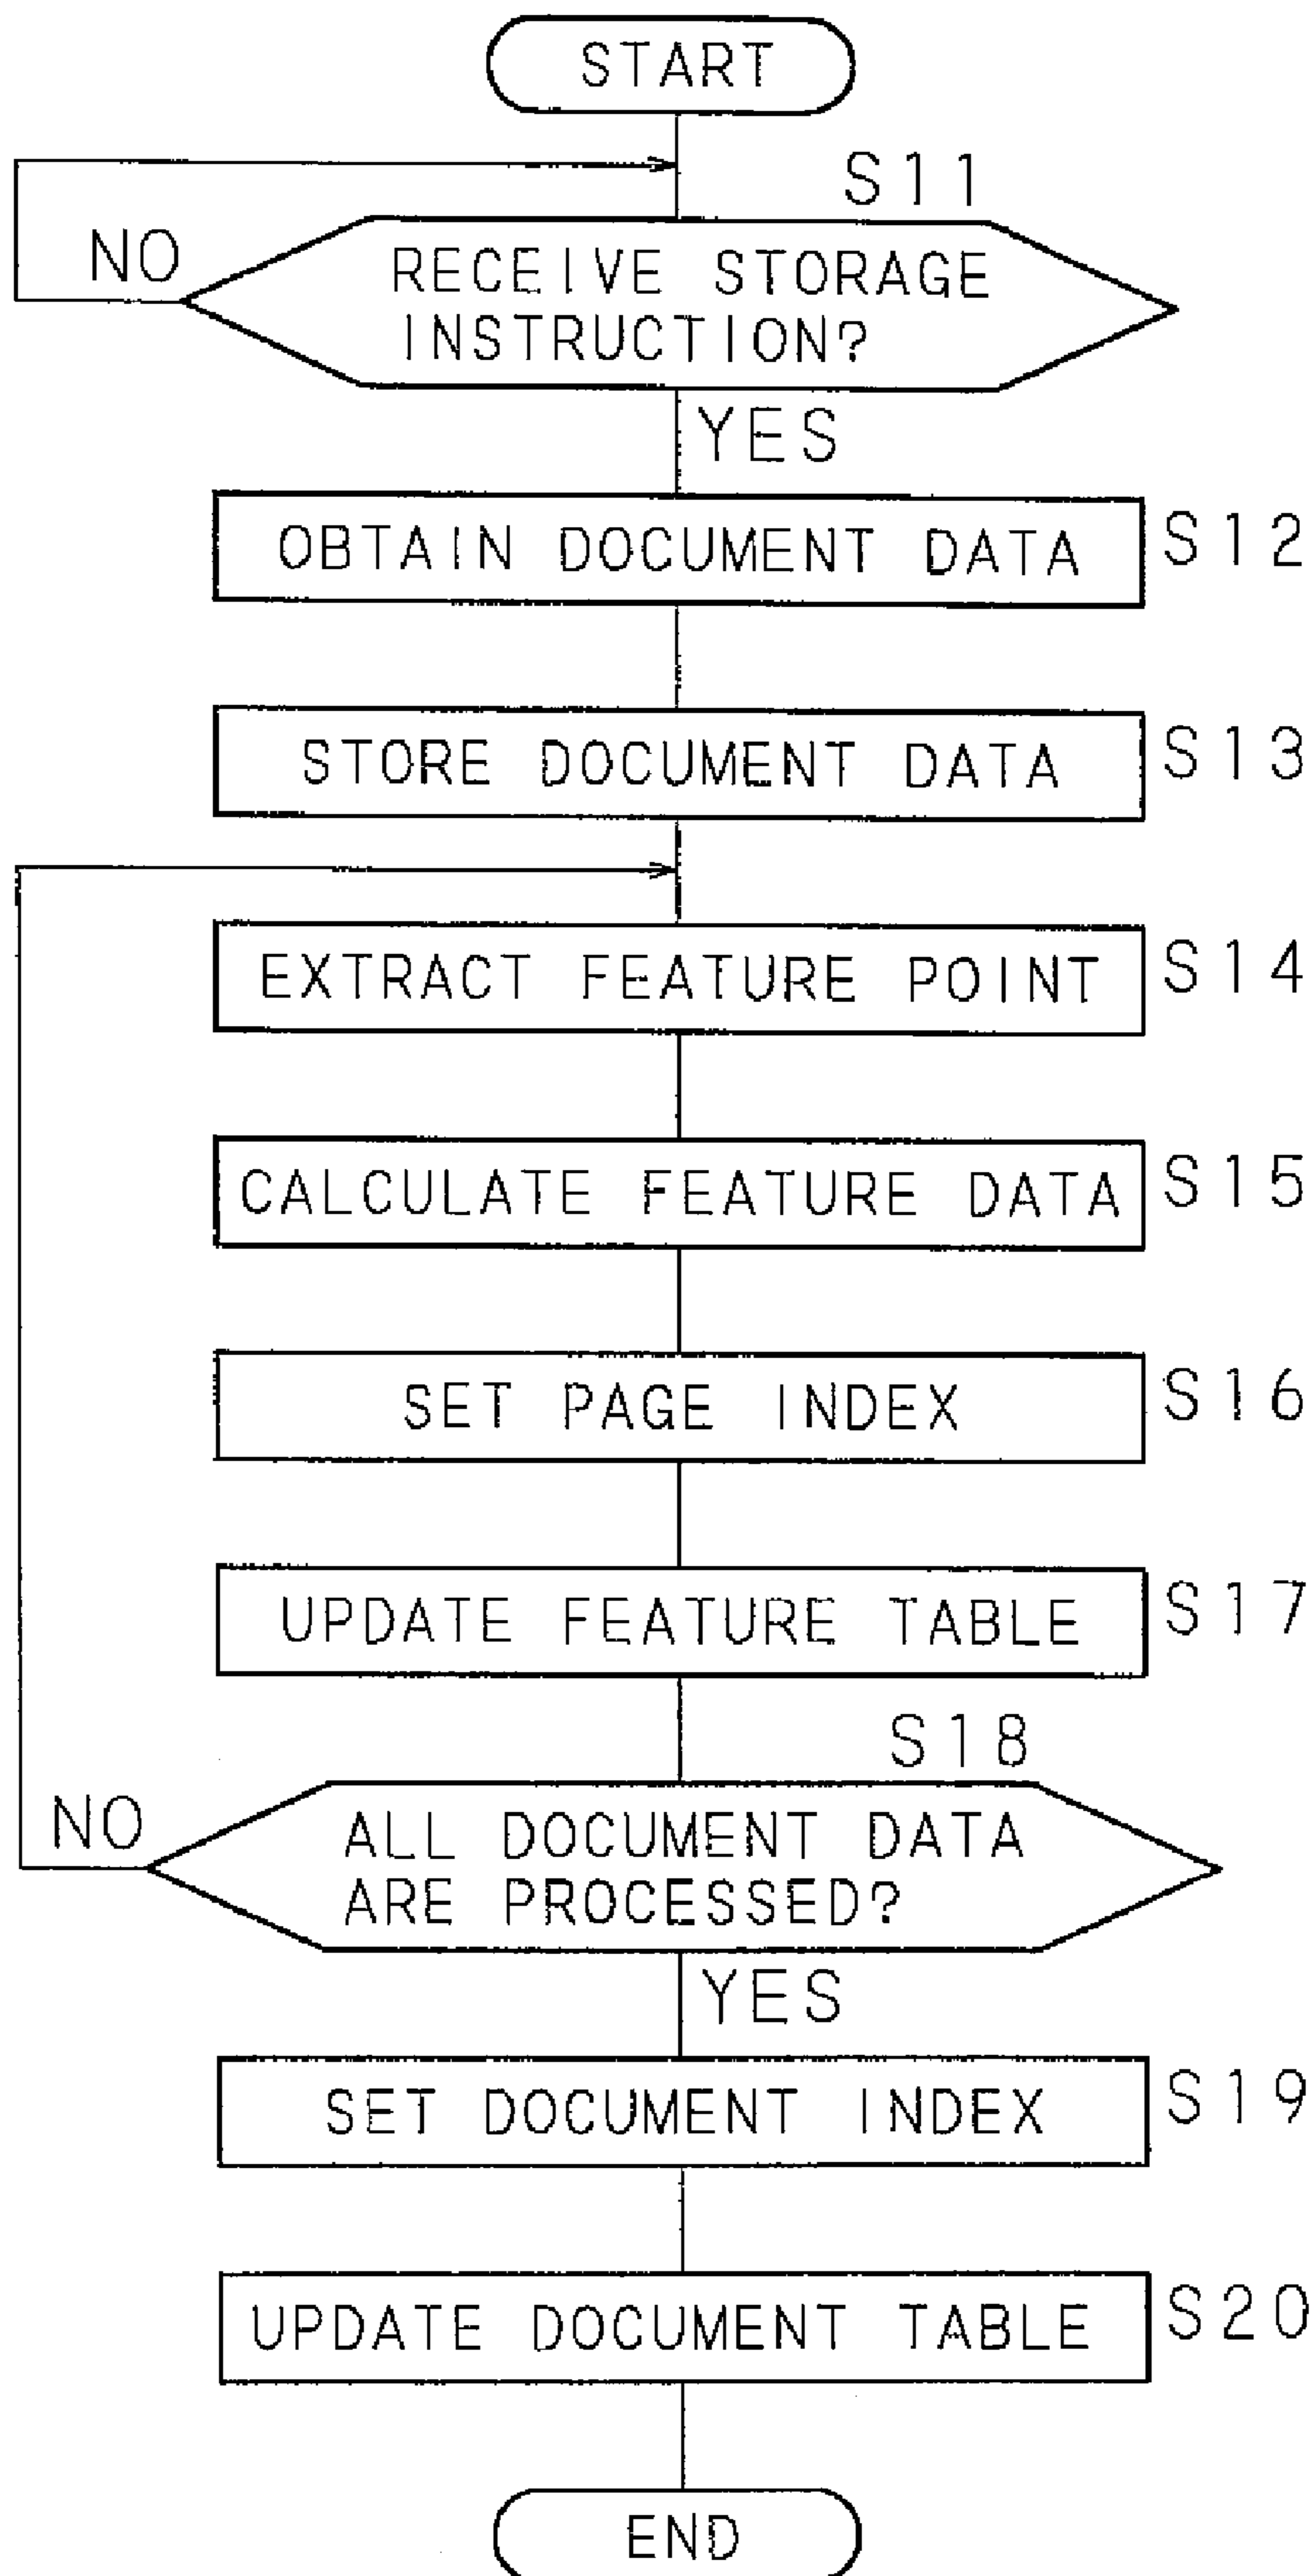 START
S11
NO
RECEIVE STORAGE
INSTRUCTION?
YES
OBTAIN DOCUMENT DATA
S12
STORE DOCUMENT DATA
S13
EXTRACT FEATURE POINT
S14
CALCULATE FEATURE DATA
S15
SET PAGE INDEX
S16
UPDATE FEATURE TABLE
S17
S18
NO
ALL DOCUMENT DATA
ARE PROCESSED?
YES
SET DOCUMENT INDEX
S19
UPDATE DOCUMENT TABLE
S20
END